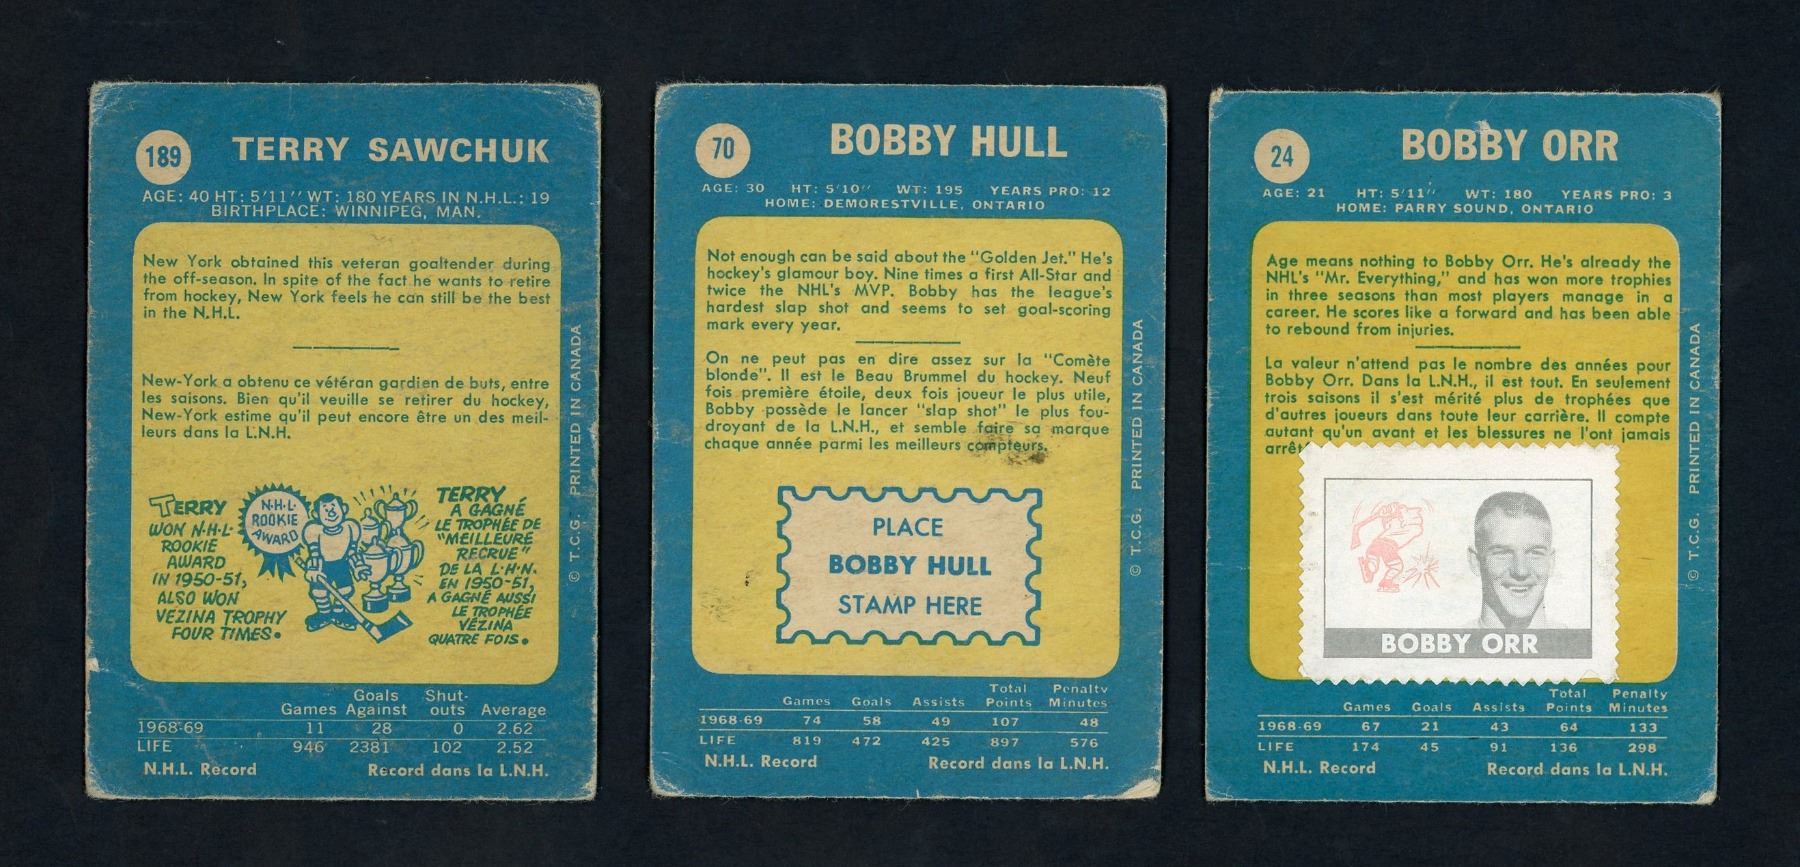 189
TERRY SAWCHUK
AGE: 40 HT: 5'11'' WT: 180 YEARS IN N.H.L.: 19
BIRTHPLACE: WINNIPEG, MAN.
New York obtained this veteran goaltender during
the off-season. In spite of the fact he wants to retire
from hockey, New York feels he can still be the best
in the N.H.L.
New-York a obtenu ce vétéran gardien de buts, entre
les saisons. Bien qu'il veuille se retirer du hockey,
New-York estime qu'il peut encore être un des meil-
leurs dans la L.N.H.
TERRY
WON N·H·L·
ROOKIE
AWARD
IN 1950-51,
ALSO WON
VEZINA TROPHY
FOUR TIMES.
N·H·L·
ROOKIE
AWARD
TERRY
A GAGNÉ
LE TROPHÉE DE
"MEILLEURE
RECRUE"
DE LA L·H·N.
EN 1950-51,
A GAGNÉ AUSSI
LE TROPHÉE
VÉZINA
QUATRE FOIS.
Goals Shut-
Games Against outs Average
1968-69 11 28 0 2.62
LIFE 946 2381 102 2.52
N.H.L. Record Record dans la L.N.H.
© T.C.G. PRINTED IN CANADA
70
BOBBY HULL
AGE: 30 HT: 5'10'' WT: 195 YEARS PRO: 12
HOME: DEMORESTVILLE, ONTARIO
Not enough can be said about the "Golden Jet." He's
hockey's glamour boy. Nine times a first All-Star and
twice the NHL's MVP. Bobby has the league's
hardest slap shot and seems to set goal-scoring
mark every year.
On ne peut pas en dire assez sur la "Comète
blonde". Il est le Beau Brummel du hockey. Neuf
fois première étoile, deux fois joueur le plus utile,
Bobby possède le lancer "slap shot" le plus fou-
droyant de la L.N.H., et semble faire sa marque
chaque année parmi les meilleurs compteurs.
PLACE
BOBBY HULL
STAMP HERE
Total Penalty
Games Goals Assists Points Minutes
1968-69 74 58 49 107 48
LIFE 819 472 425 897 576
N.H.L. Record Record dans la L.N.H.
© T.C.G. PRINTED IN CANADA
24
BOBBY ORR
AGE: 21 HT: 5'11'' WT: 180 YEARS PRO: 3
HOME: PARRY SOUND, ONTARIO
Age means nothing to Bobby Orr. He's already the
NHL's "Mr. Everything," and has won more trophies
in three seasons than most players manage in a
career. He scores like a forward and has been able
to rebound from injuries.
La valeur n'attend pas le nombre des années pour
Bobby Orr. Dans la L.N.H., il est tout. En seulement
trois saisons il s'est mérité plus de trophées que
d'autres joueurs dans toute leur carrière. Il compte
autant qu'un avant et les blessures ne l'ont jamais
arrêt
BOBBY ORR
Total Penalty
Games Goals Assists Points Minutes
1968-69 67 21 43 64 133
LIFE 174 45 91 136 298
N.H.L. Record Record dans la L.N.H.
© T.C.G. PRINTED IN CANADA